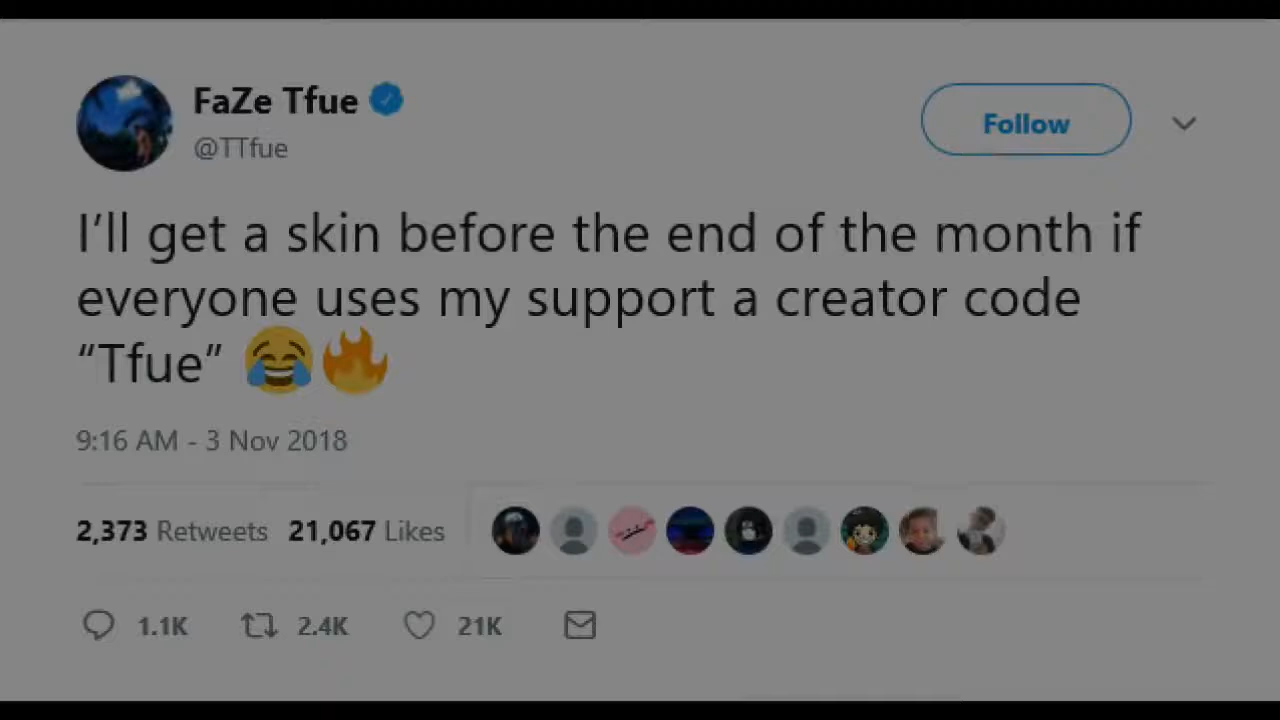 FaZe Tfue
@TTfue
Follow
I’ll get a skin before the end of the month if
everyone uses my support a creator code
“Tfue” 😂🔥
9:16 AM - 3 Nov 2018
2,373 Retweets 21,067 Likes
1.1K 2.4K 21K